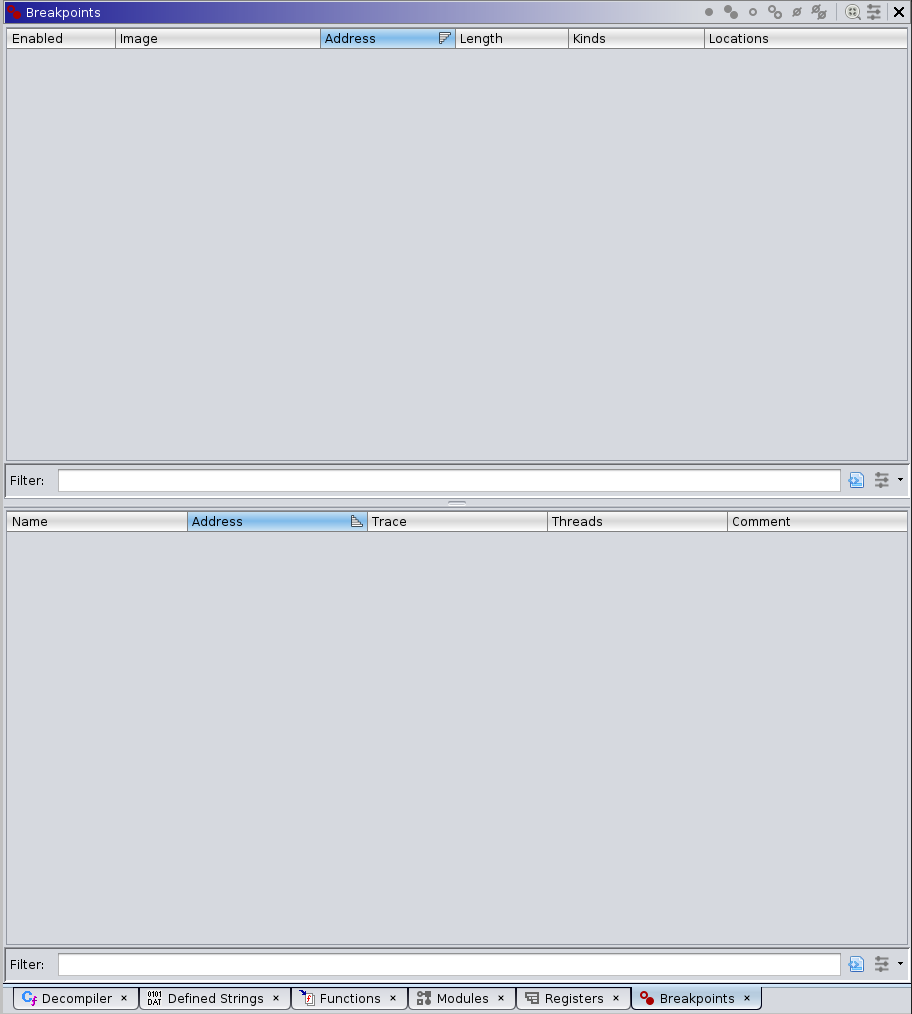 Breakpoints
Enabled Image Address Length Kinds Locations
Filter:
Name Address Trace Threads Comment
Filter:
Decompiler × 0101 DAT Defined Strings × Functions × Modules × Registers × Breakpoints ×